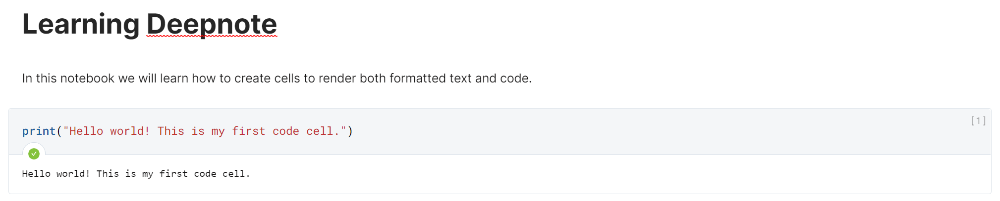 Learning Deepnote
In this notebook we will learn how to create cells to render both formatted text and code.
[1]
print("Hello world! This is my first code cell.")
Hello world! This is my first code cell.